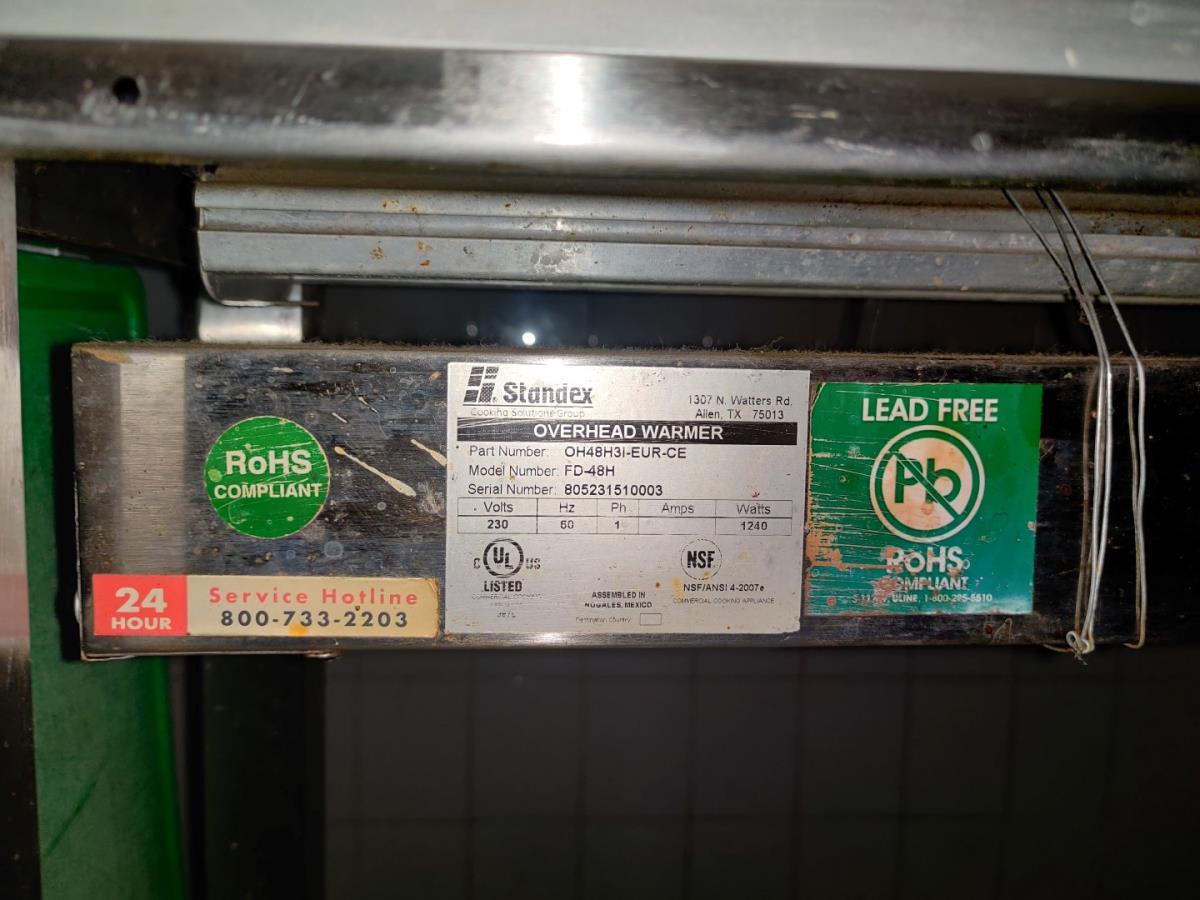 RoHS
COMPLIANT
24
HOUR
Service Hotline
800-733-2203
Standex
Cooking Solutions Group
1307 N. Watters Rd.
Allen, TX 75013
OVERHEAD WARMER
Part Number: OH48H3I-EUR-CE
Model Number: FD-48H
Serial Number: 805231510003
Volts Hz Ph Amps Watts
230 1 1240
C UL US
LISTED
NSF
NSF/ANSI 4-2007e
COMMERCIAL COOKING APPLIANCE
ASSEMBLED IN
NOGALES, MEXICO
Destination Country:
LEAD FREE
Pb
RoHS
COMPLIANT
ULINE, 1-800-295-5510